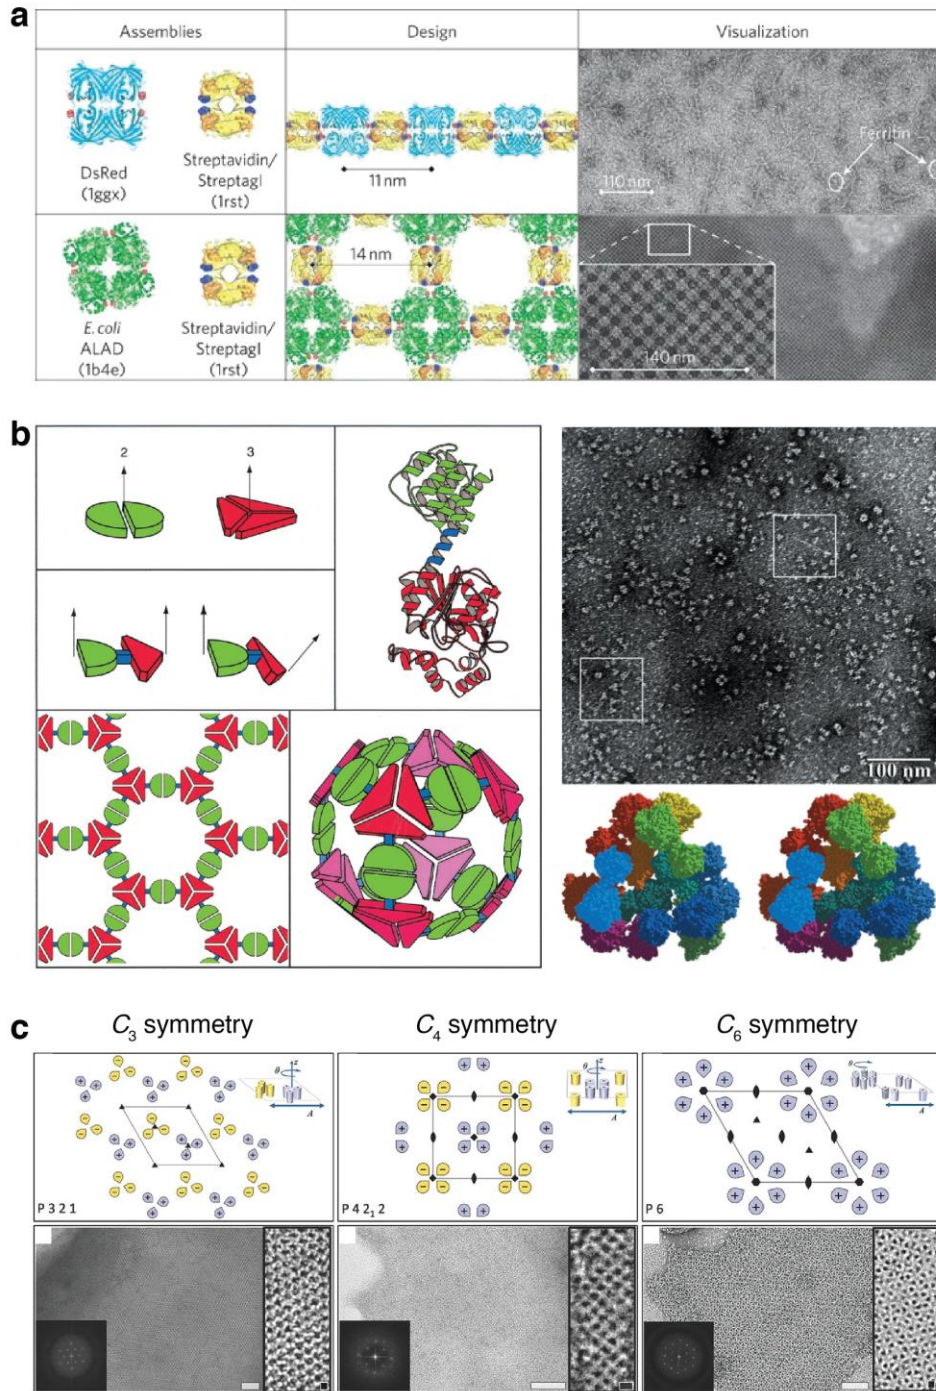 a
Assemblies
Design
Visualization
DsRed
(1ggx)
Streptavidin/
StreptagI
(1rst)
11 nm
Ferritin
110 nm
E. coli
ALAD
(1b4e)
Streptavidin/
StreptagI
(1rst)
14 nm
140 nm
b
2
3
100 nm
c
C3 symmetry
C4 symmetry
C6 symmetry
θ
z
A
P 3 2 1
θ
z
A
P 4 2₁ 2
θ
z
A
P 6